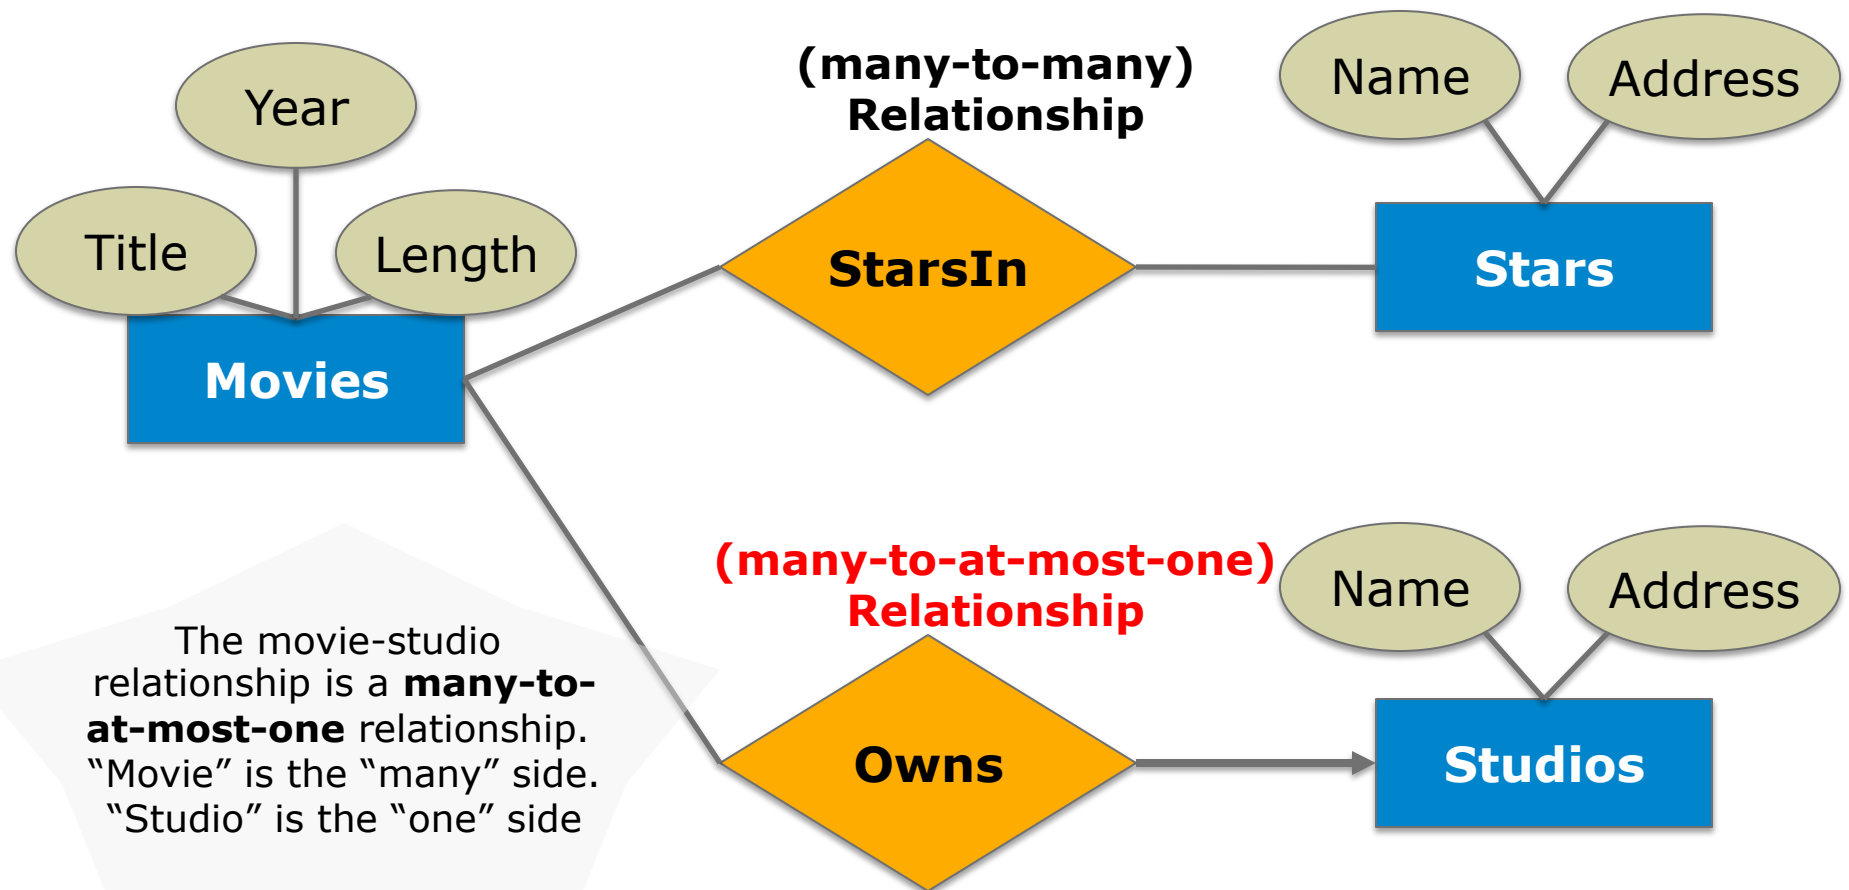 Year
Title
Length
Movies
(many-to-many)
Relationship
StarsIn
Name
Address
Stars
(many-to-at-most-one)
Relationship
Owns
Name
Address
Studios
The movie-studio
relationship is a many-to-
at-most-one relationship.
“Movie” is the “many” side.
“Studio” is the “one” side